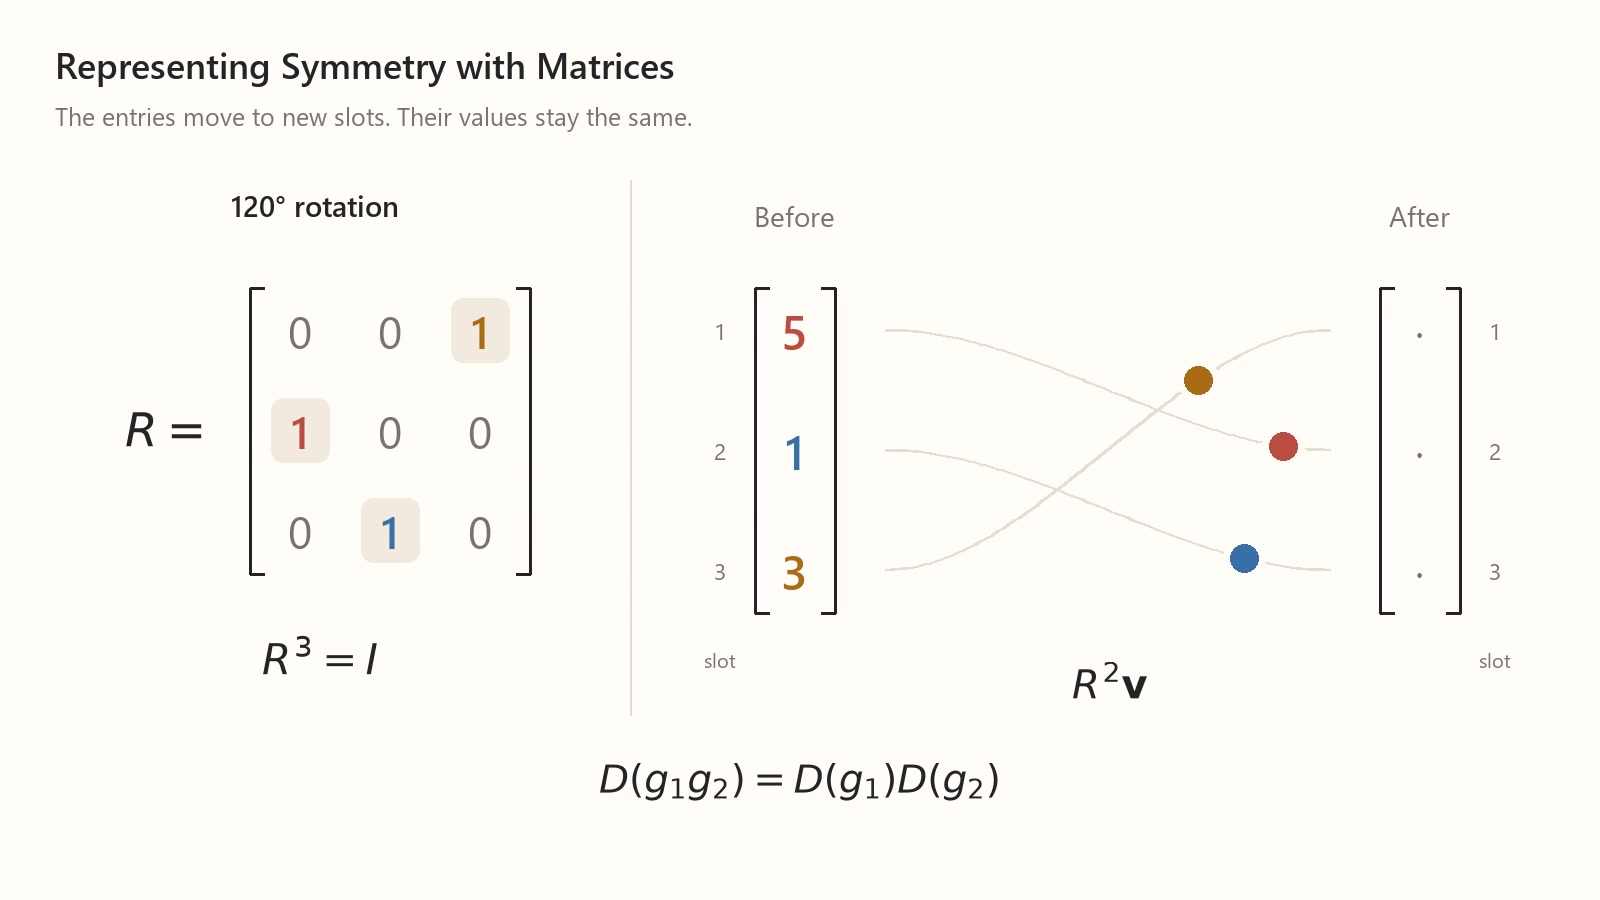 Representing Symmetry with Matrices
The entries move to new slots. Their values stay the same.
120° rotation
R =
0 0 1
1 0 0
0 1 0
R³ = I
Before
After
1 5 . 1
2 1 . 2
3 3 . 3
slot
slot
R²v
D(g₁g₂) = D(g₁)D(g₂)